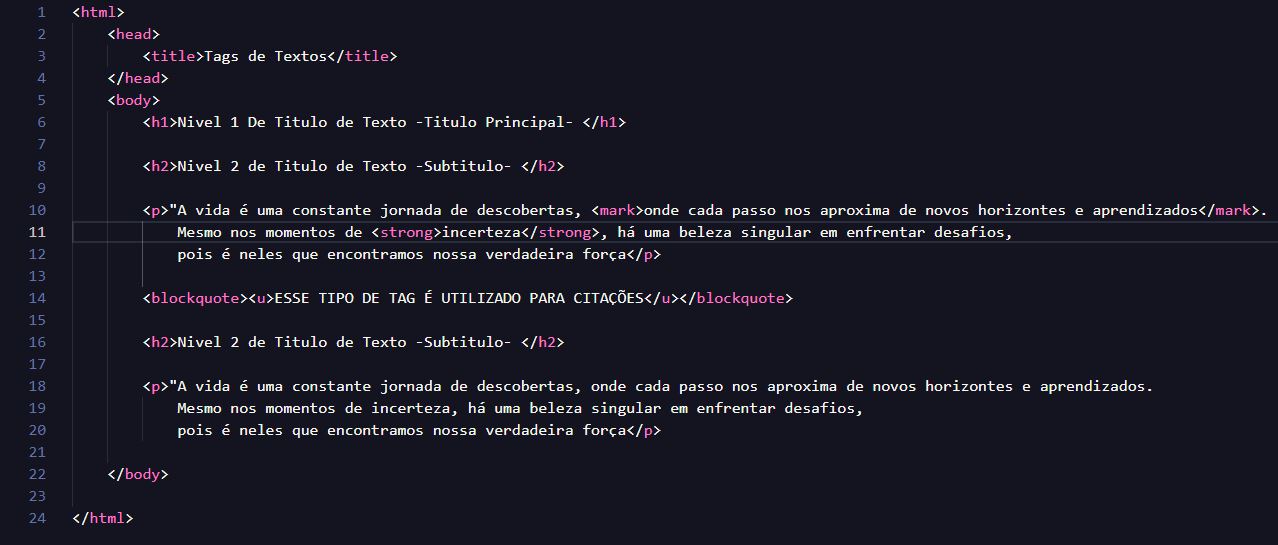 1 <html>
2     <head>
3         <title>Tags de Textos</title>
4     </head>
5     <body>
6         <h1>Nivel 1 De Titulo de Texto -Titulo Principal- </h1>
7
8         <h2>Nivel 2 de Titulo de Texto -Subtitulo- </h2>
9
10         <p>"A vida é uma constante jornada de descobertas, <mark>onde cada passo nos aproxima de novos horizontes e aprendizados</mark>.
11             Mesmo nos momentos de <strong>incerteza</strong>, há uma beleza singular em enfrentar desafios,
12             pois é neles que encontramos nossa verdadeira força</p>
13
14         <blockquote><u>ESSE TIPO DE TAG É UTILIZADO PARA CITAÇÕES</u></blockquote>
15
16         <h2>Nivel 2 de Titulo de Texto -Subtitulo- </h2>
17
18         <p>"A vida é uma constante jornada de descobertas, onde cada passo nos aproxima de novos horizontes e aprendizados.
19             Mesmo nos momentos de incerteza, há uma beleza singular em enfrentar desafios,
20             pois é neles que encontramos nossa verdadeira força</p>
21
22     </body>
23
24 </html>